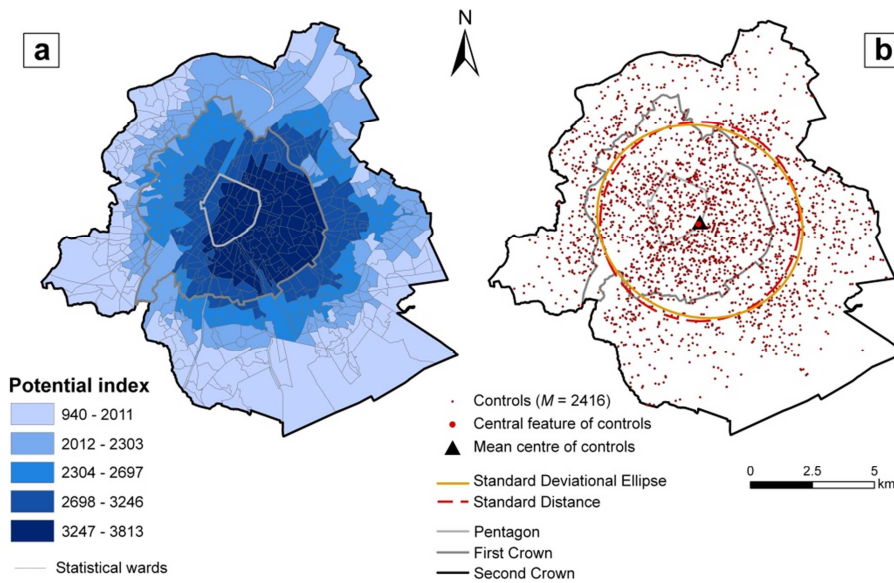 a
N
b
Potential index
940 - 2011
2012 - 2303
2304 - 2697
2698 - 3246
3247 - 3813
Statistical wards
Controls (M = 2416)
Central feature of controls
Mean centre of controls
Standard Deviational Ellipse
Standard Distance
Pentagon
First Crown
Second Crown
0 2.5 5
km